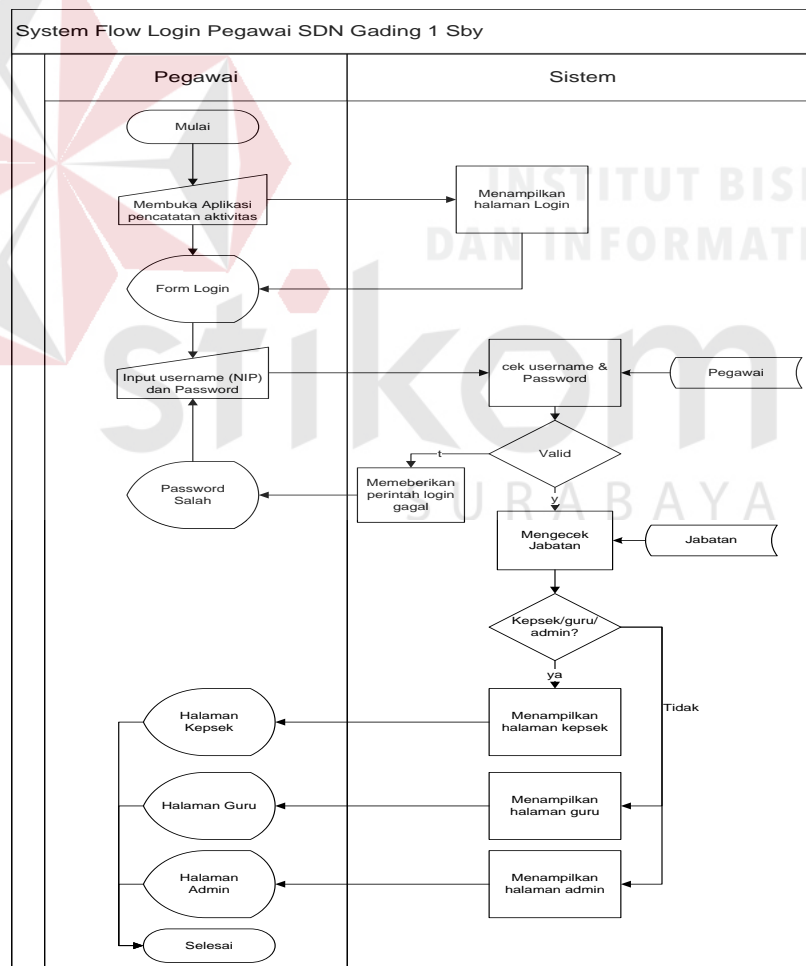 System Flow Login Pegawai SDN Gading 1 Sby
Pegawai
Sistem
Mulai
Membuka Aplikasi
pencatatan aktivitas
Menampilkan
halaman Login
INSTITUT BISI
DAN INFORMATI
Form Login
stikom
SURABAYA
Input username (NIP)
dan Password
cek username &
Password
Pegawai
Valid
t
y
Memeberikan
perintah login
gagal
Password
Salah
Mengecek
Jabatan
Jabatan
Kepsek/guru/
admin?
ya
Tidak
Menampilkan
halaman kepsek
Halaman
Kepsek
Menampilkan
halaman guru
Halaman Guru
Menampilkan
halaman admin
Halaman
Admin
Selesai